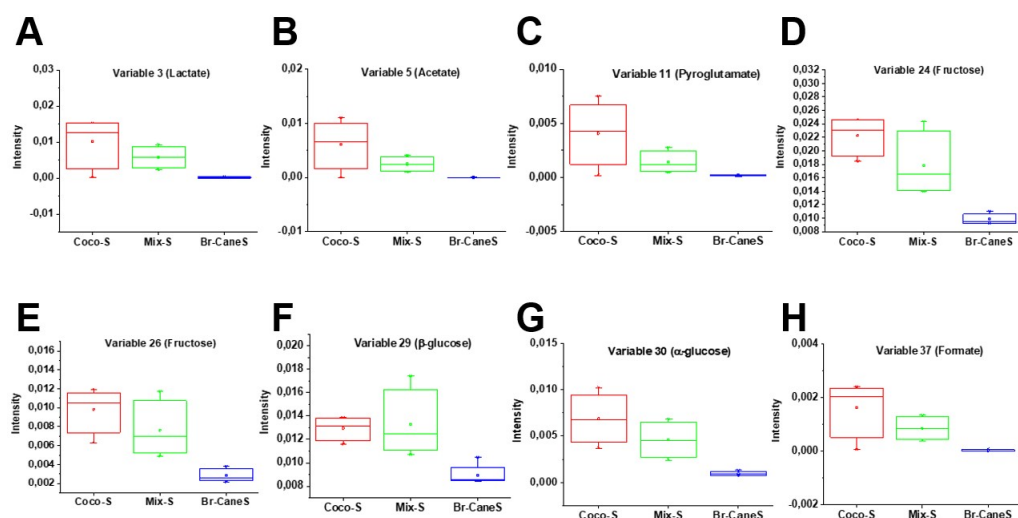 A
Variable 3 (Lactate)
Intensity
0,03
0,02
0,01
0,00
-0,01
Coco-S Mix-S Br-CaneS
B
Variable 5 (Acetate)
Intensity
0,02
0,01
0,00
-0,01
Coco-S Mix-S Br-CaneS
C
Variable 11 (Pyroglutamate)
Intensity
0,010
0,005
0,000
-0,005
Coco-S Mix-S Br-CaneS
D
Variable 24 (Fructose)
Intensity
0,032
0,030
0,028
0,026
0,024
0,022
0,020
0,018
0,016
0,014
0,012
0,010
0,008
Coco-S Mix-S Br-CaneS
E
Variable 26 (Fructose)
Intensity
0,016
0,014
0,012
0,010
0,008
0,006
0,004
0,002
Coco-S Mix-S Br-CaneS
F
Variable 29 (β-glucose)
Intensity
0,020
0,018
0,016
0,014
0,012
0,010
0,008
Coco-S Mix-S Br-CaneS
G
Variable 30 (α-glucose)
Intensity
0,015
0,010
0,005
0,000
Coco-S Mix-S Br-CaneS
H
Variable 37 (Formate)
Intensity
0,004
0,002
0,000
-0,002
Coco-S Mix-S Br-CaneS